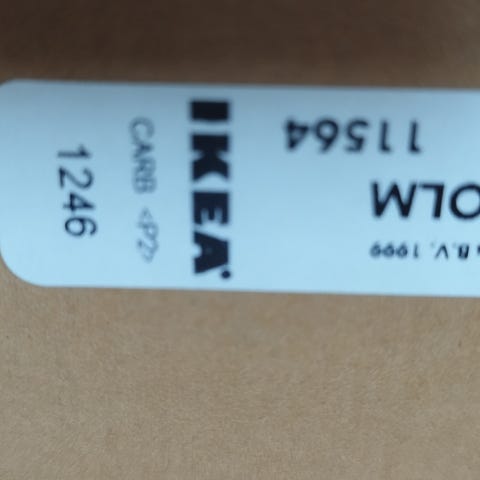 B.V. 1999
OLM
11564
IKEA
CARB <P2>
1246